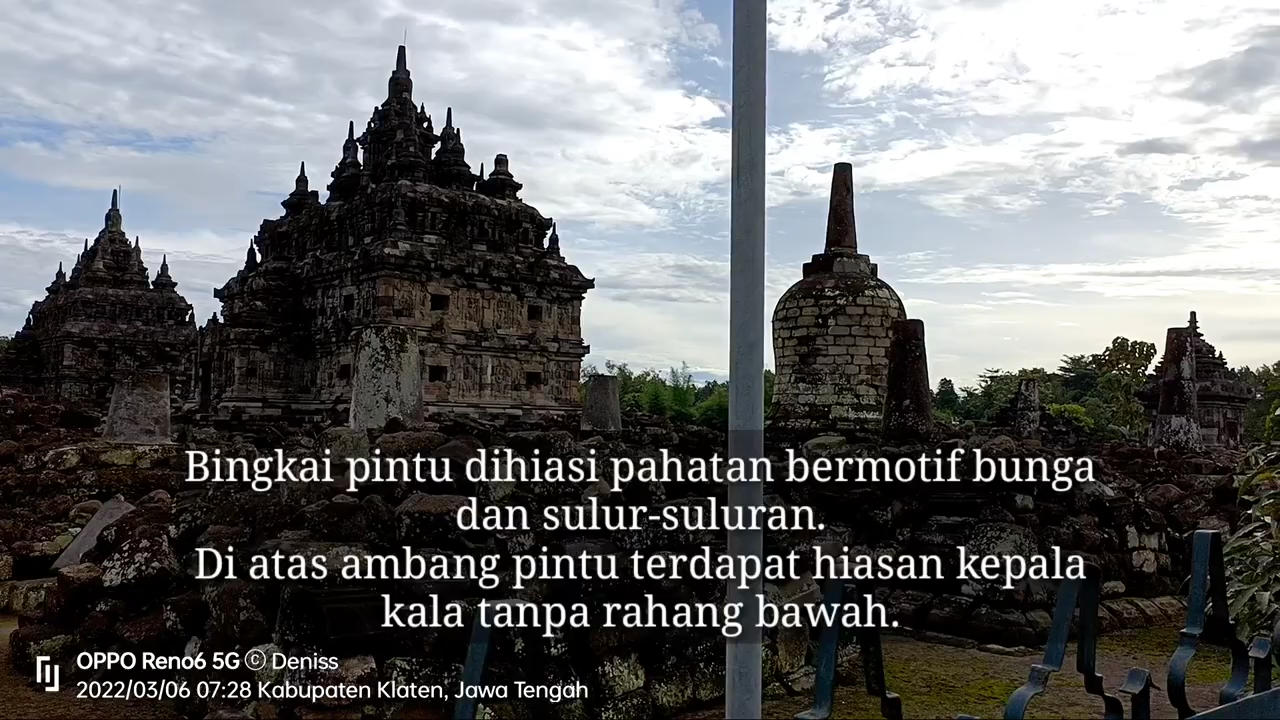 Bingkai pintu dihiasi pahatan bermotif bunga
dan sulur-suluran.
Di atas ambang pintu terdapat hiasan kepala
kala tanpa rahang bawah.
OPPO Reno6 5G © Deniss
2022/03/06 07:28 Kabupaten Klaten, Jawa Tengah